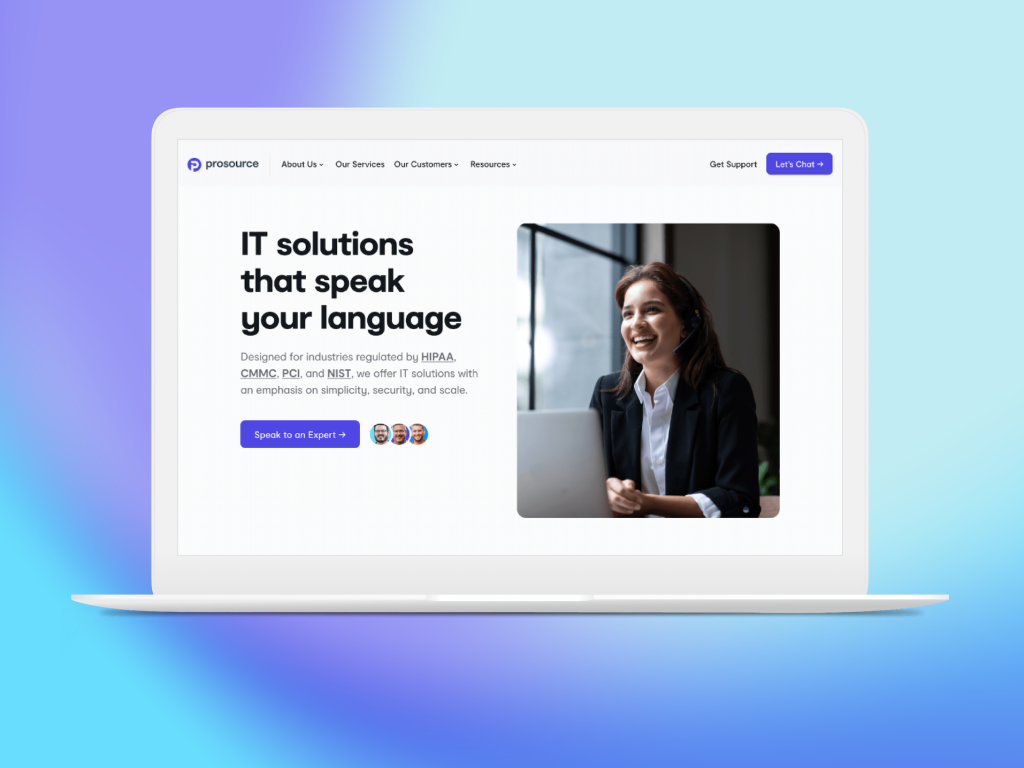 prosource
About Us
Our Services
Our Customers
Resources
Get Support
Let's Chat →
IT solutions
that speak
your language
Designed for industries regulated by HIPAA,
CMMC, PCI, and NIST, we offer IT solutions with
an emphasis on simplicity, security, and scale.
Speak to an Expert →